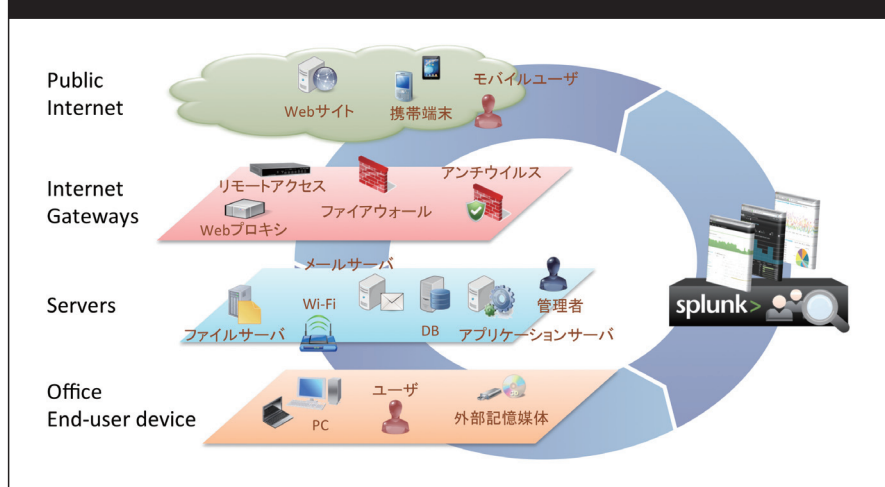 Public
Internet
Webサイト
携帯端末
モバイルユーザ
Internet
Gateways
リモートアクセス
アンチウイルス
Webプロキシ
ファイアウォール
Servers
メールサーバ
Wi-Fi
ファイルサーバ
DB
アプリケーションサーバ
管理者
splunk>
Office
End-user device
PC
ユーザ
外部記憶媒体